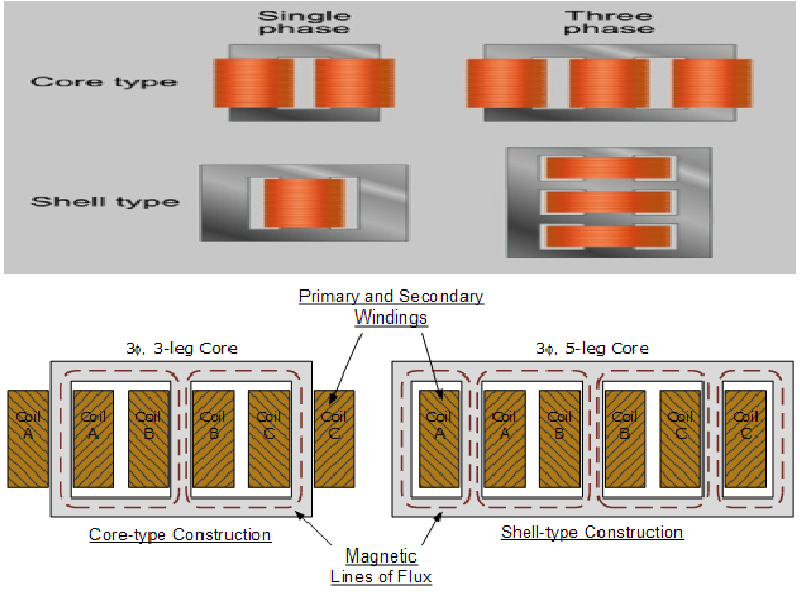 Single
phase
Three
phase
Core type
Shell type
Primary and Secondary
Windings
3ϕ, 3-leg Core
3ϕ, 5-leg Core
Coil
A
Coil
A
Coil
B
Coil
B
Coil
C
Coil
C
Coil
A
Coil
A
Coil
B
Coil
B
Coil
C
Coil
C
Core-type Construction
Shell-type Construction
Magnetic
Lines of Flux